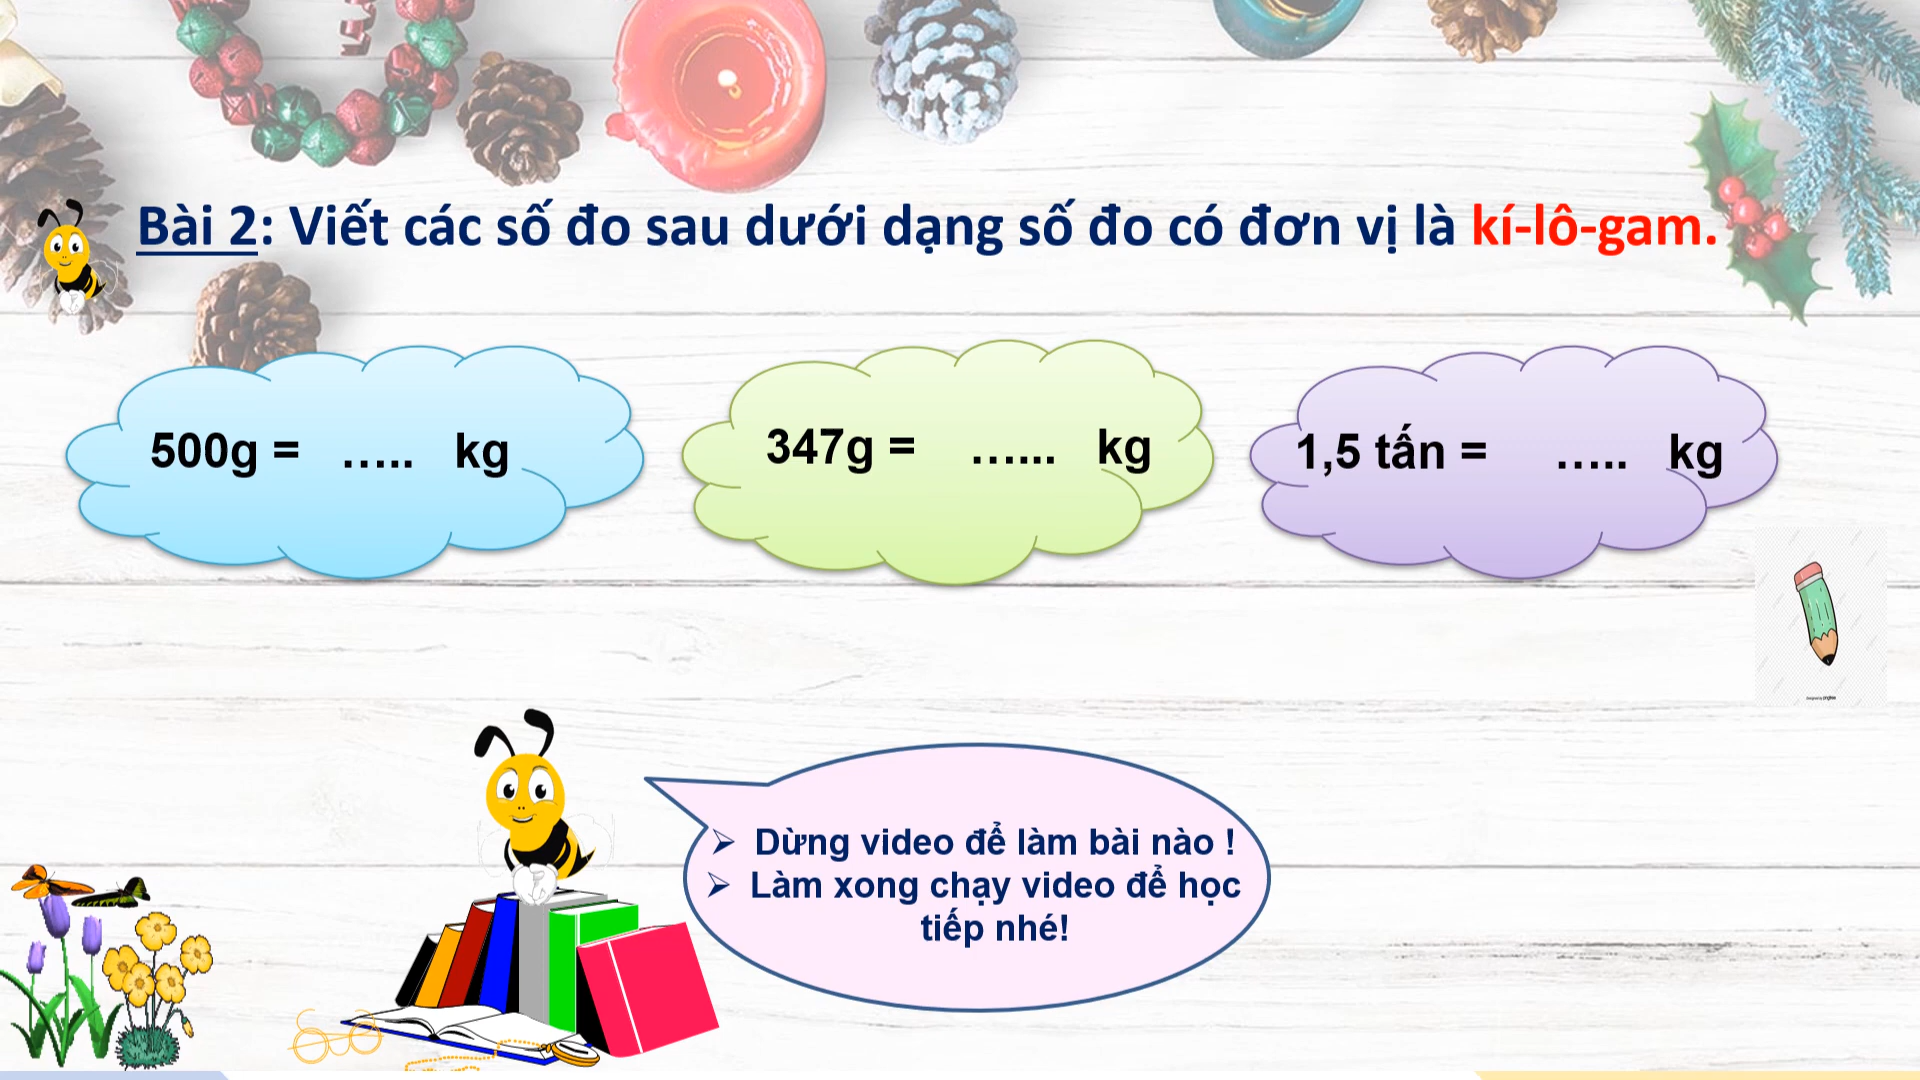 Bài 2: Viết các số đo sau dưới dạng số đo có đơn vị là kí-lô-gam.
500g = ….. kg
347g = …... kg
1,5 tấn = ….. kg
➢ Dừng video để làm bài nào !
➢ Làm xong chạy video để học
tiếp nhé!